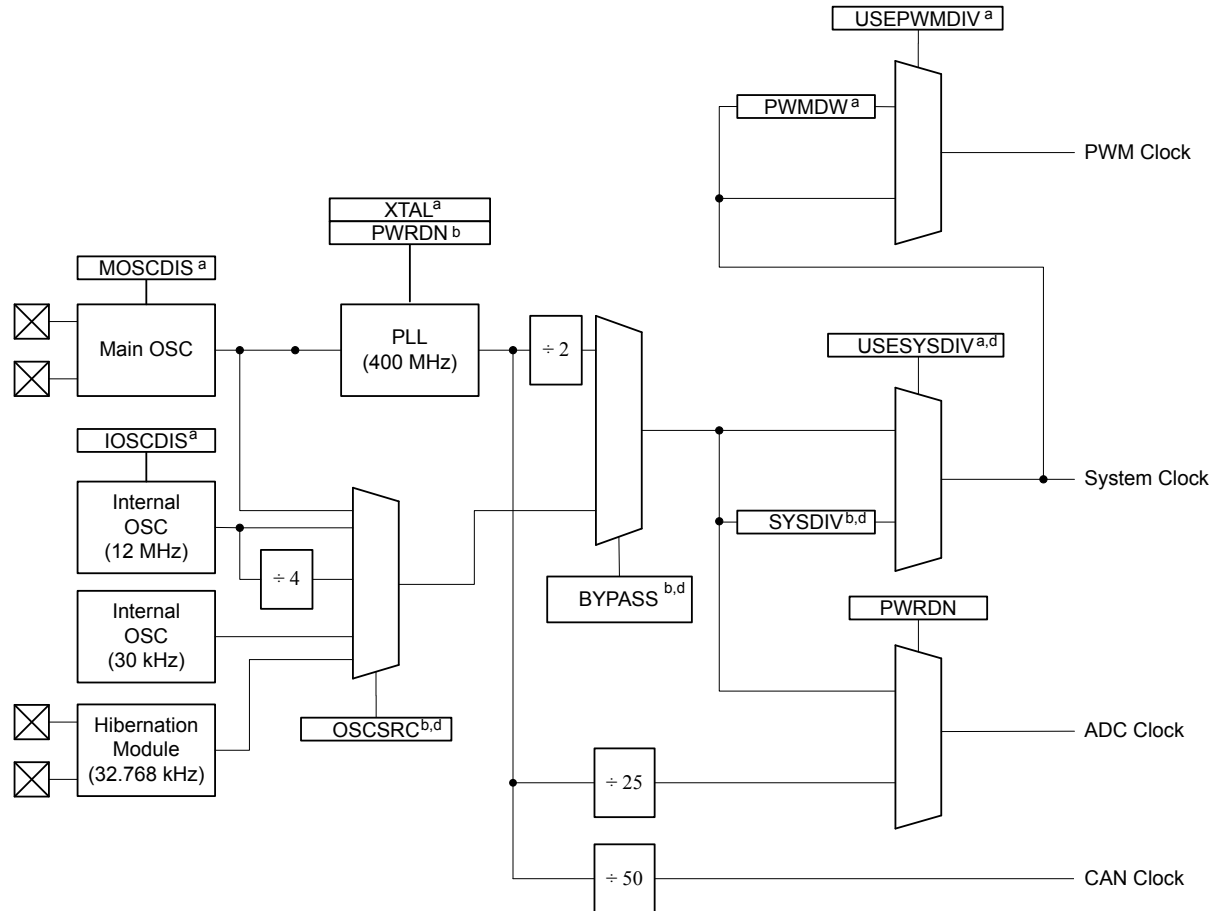 USEPWMDIV a
PWMDW a
PWM Clock
XTAL a
PWRDN b
MOSCDIS a
Main OSC
PLL
(400 MHz)
÷ 2
USESYSDIV a,d
IOSCDIS a
Internal
OSC
(12 MHz)
÷ 4
System Clock
SYSDIV b,d
BYPASS b,d
Internal
OSC
(30 kHz)
PWRDN
OSCSRC b,d
Hibernation
Module
(32.768 kHz)
ADC Clock
÷ 25
÷ 50
CAN Clock